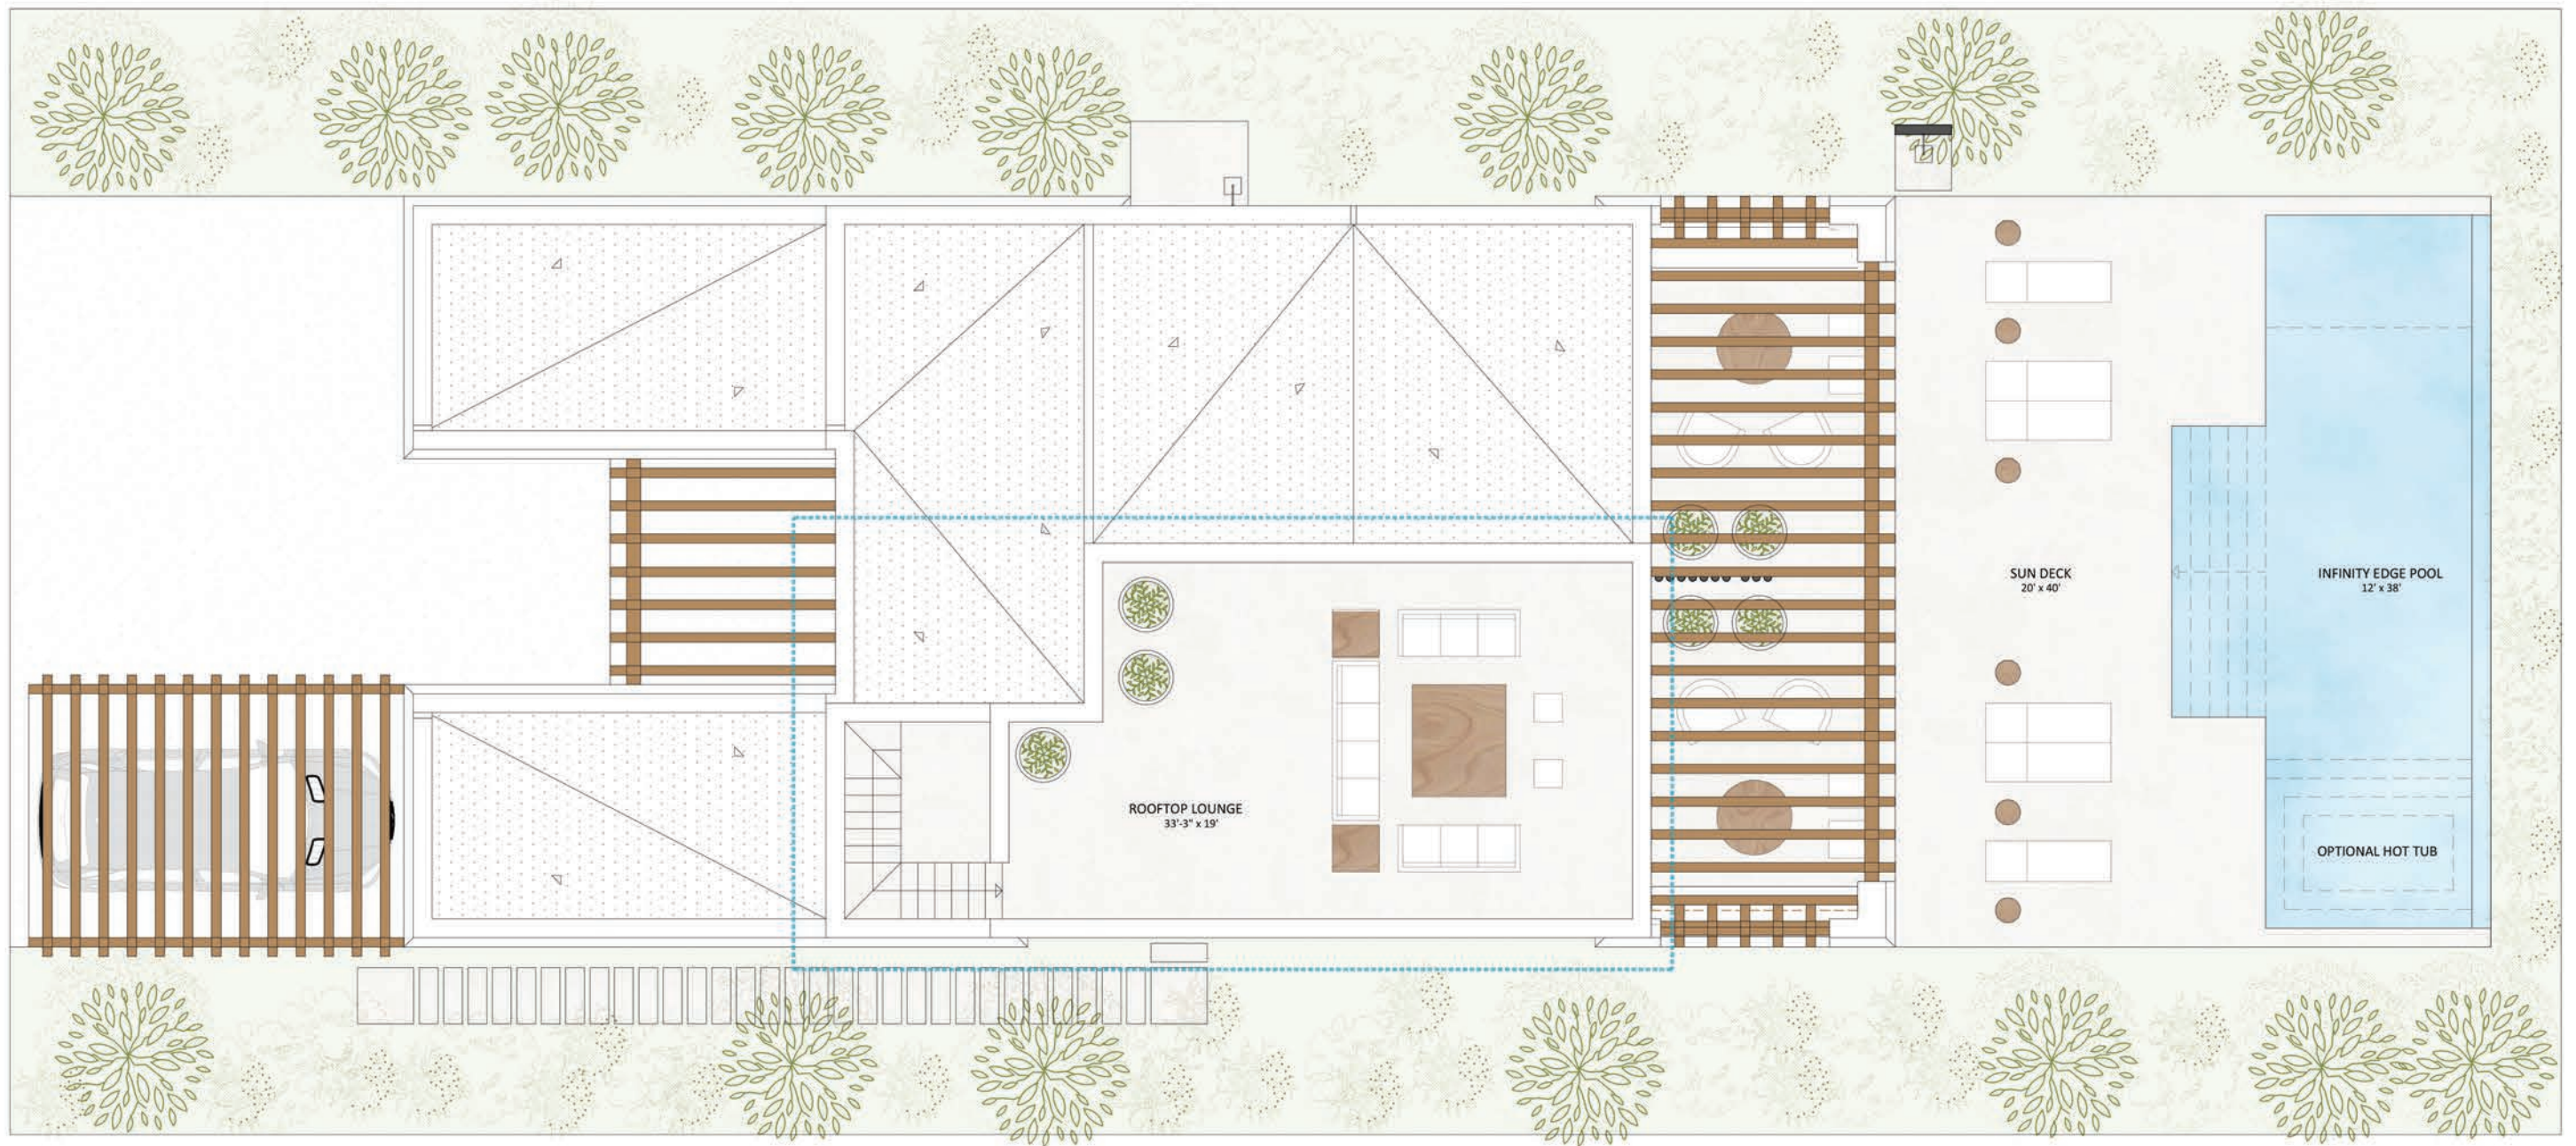 SUN DECK
20' x 40'
INFINITY EDGE POOL
12' x 38'
ROOFTOP LOUNGE
33'-3" x 19'
OPTIONAL HOT TUB